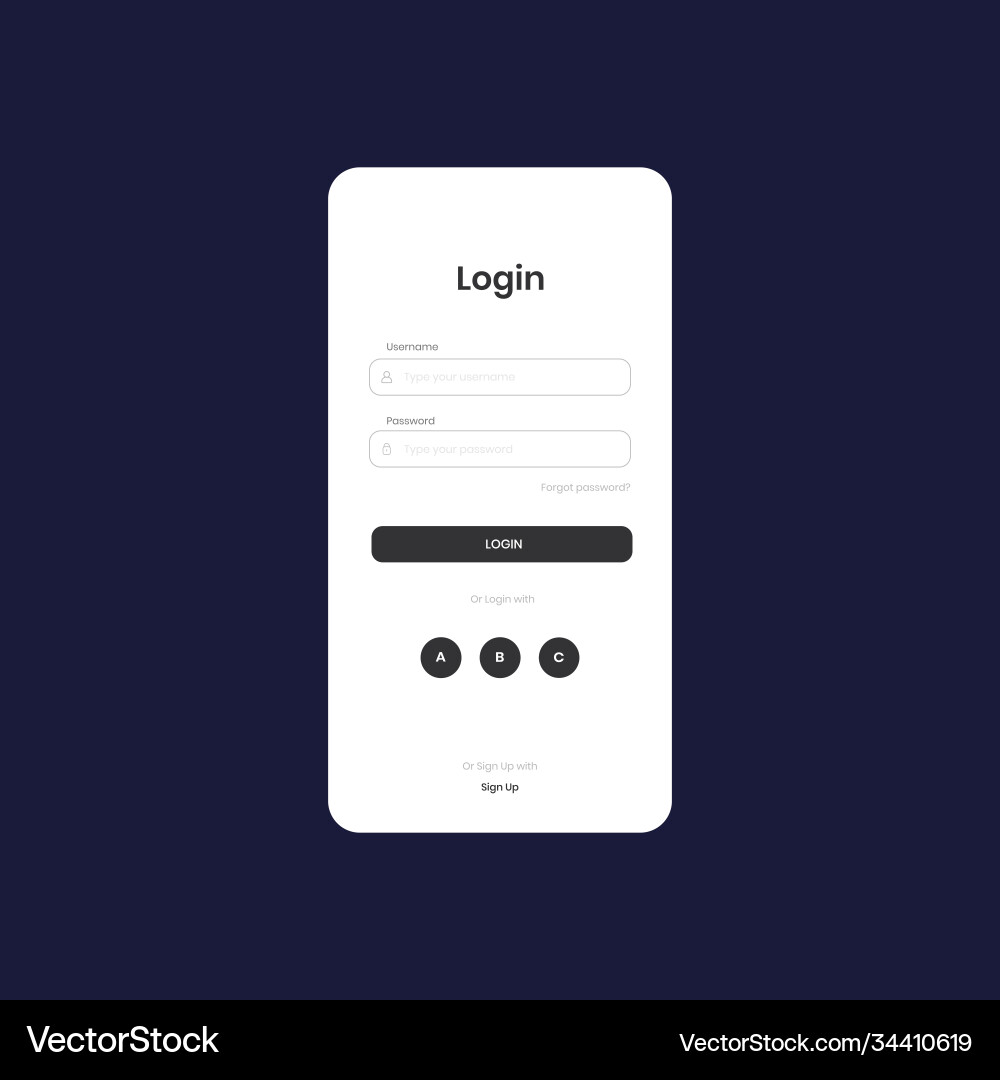 Login
Username
Type your username
Password
Type your password
Forgot password?
LOGIN
Or Login with
A B C
Or Sign Up with
Sign Up
VectorStock
VectorStock.com/34410619